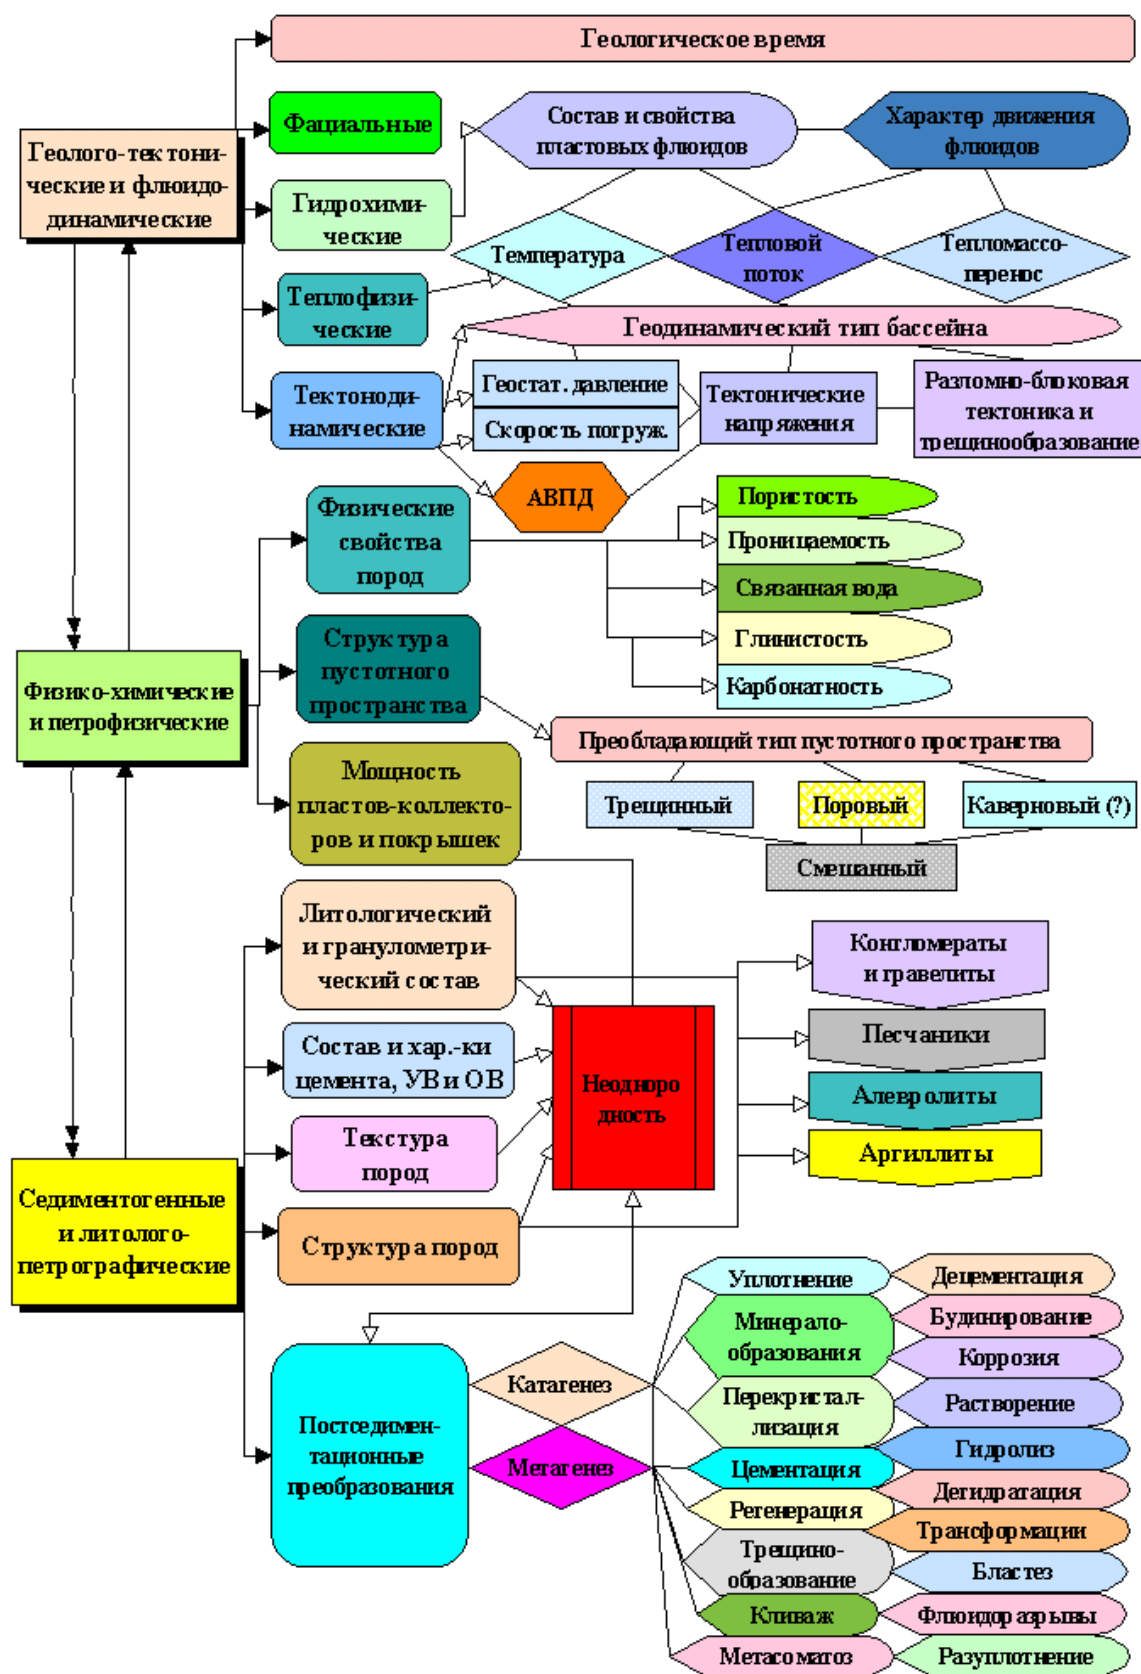 Геологическое время
Геолого-тектони-
ческие и флюидо-
динамические
Фациальные
Гидрохими-
ческие
Теплофизи-
ческие
Тектоноди-
намические
Состав и свойства
пластовых флюидов
Характер движения
флюидов
Температура
Тепловой
поток
Тепломассо-
перенос
Геодинамический тип бассейна
Геостат. давление
Скорость погруж.
Тектонические
напряжения
Разломно-блоковая
тектоника и
трещинообразование
АВПД
Физико-химические
и петрофизические
Физические
свойства
пород
Пористость
Проницаемость
Связанная вода
Глинистость
Карбонатность
Структура
пустотного
пространства
Преобладающий тип пустотного пространства
Трещинный
Поровый
Каверновый (?)
Смешанный
Мощность
пластов-коллекто-
ров и покрышек
Седиментогенные
и литолого-
петрографические
Литологический
и гранулометри-
ческий состав
Состав и хар.-ки
цемента, УВ и ОВ
Текстура
пород
Структура пород
Неодноро
дность
Конгломераты
и гравелиты
Песчаники
Алевролиты
Аргиллиты
Постседимен-
тационные
преобразования
Катагенез
Метагенез
Уплотнение
Минерало-
образования
Перекристал-
лизация
Цементация
Регенерация
Трещино-
образование
Кливаж
Метасоматоз
Децементация
Будинирование
Коррозия
Растворение
Гидролиз
Дегидратация
Трансформации
Бластез
Флюидоразрывы
Разуплотнение